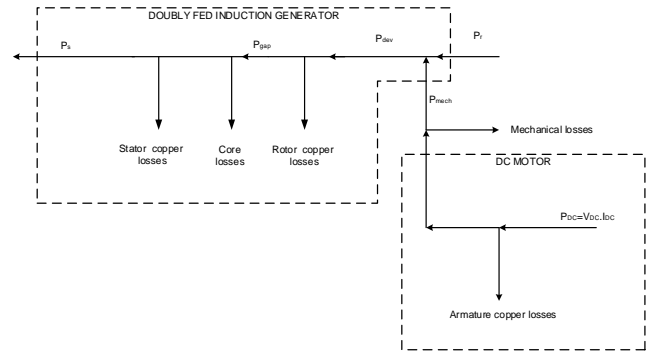 DOUBLY FED INDUCTION GENERATOR
Ps
Pgap
Pdev
Pr
Pmech
Stator copper
losses
Core
losses
Rotor copper
losses
Mechanical losses
DC MOTOR
PDC=VDC.IDC
Armature copper losses